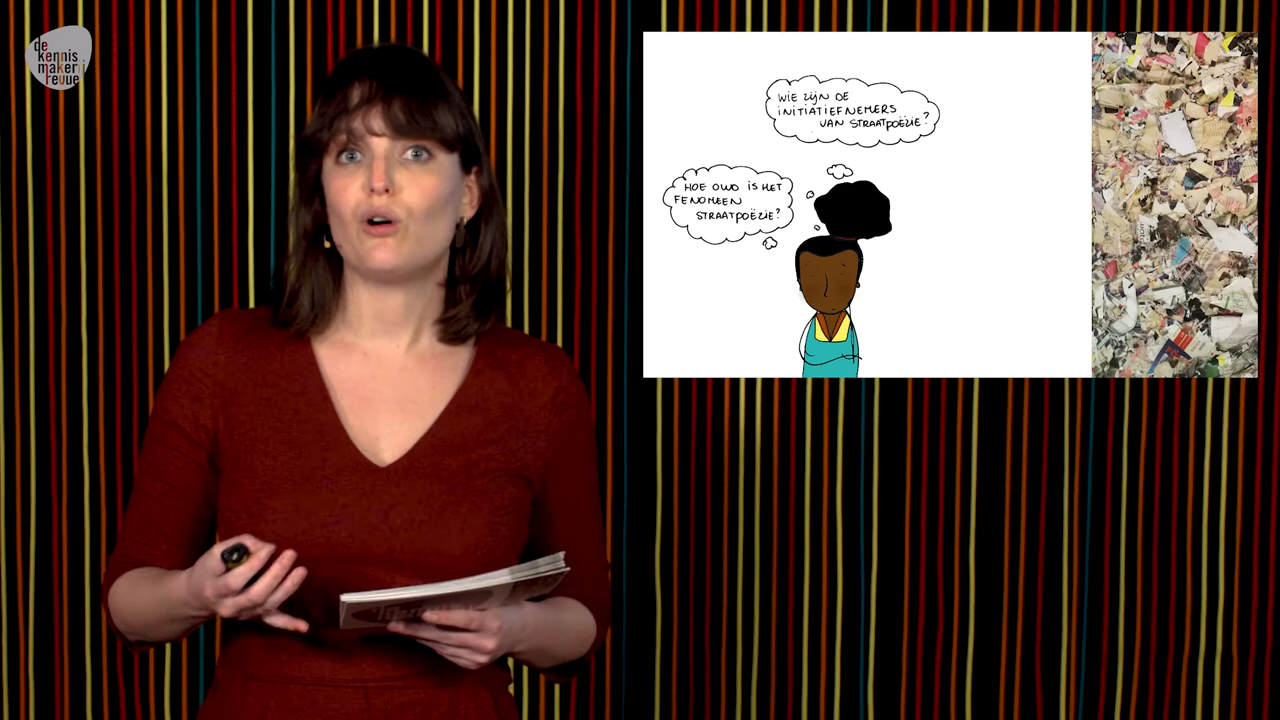 de
kennis
makerij
revue
WIE ZIJN DE
INITIATIEFNEMERS
VAN STRAATPOËZIE?
HOE OUD IS HET
FENOMEEN
STRAATPOËZIE?